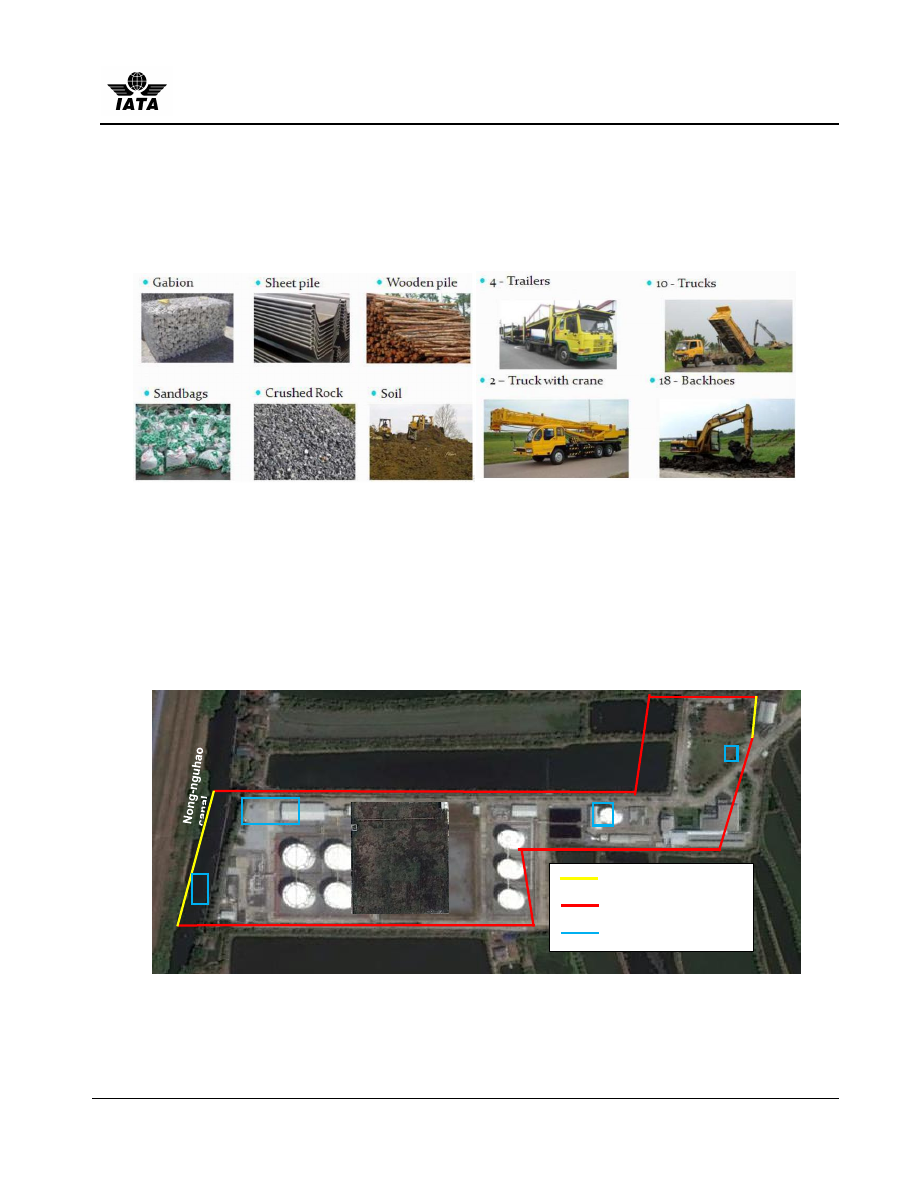 IATA
• Gabion
• Sheet pile
• Wooden pile
• 4 - Trailers
• 10 - Trucks
• Sandbags
• Crushed Rock
• Soil
• 2 – Truck with crane
• 18 - Backhoes
Nong-nguhao
canal